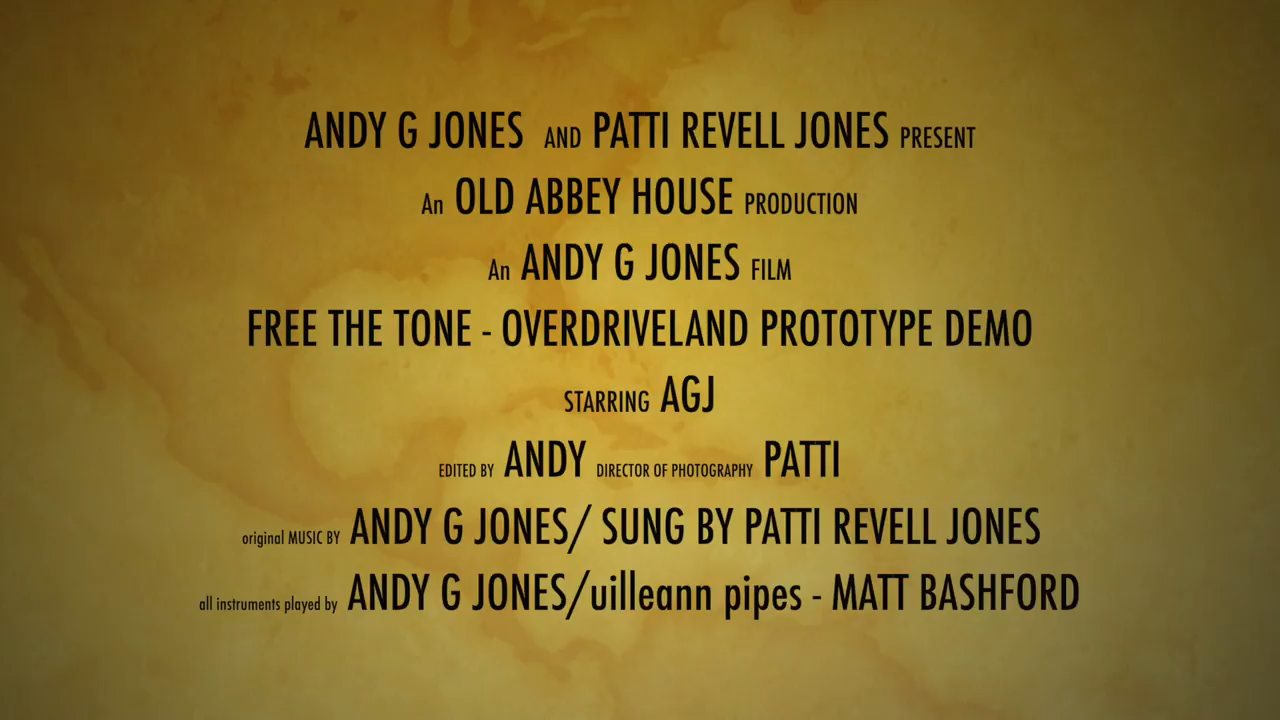 ANDY G JONES AND PATTI REVELL JONES PRESENT
An OLD ABBEY HOUSE PRODUCTION
An ANDY G JONES FILM
FREE THE TONE - OVERDRIVELAND PROTOTYPE DEMO
STARRING AGJ
EDITED BY ANDY DIRECTOR OF PHOTOGRAPHY PATTI
original MUSIC BY ANDY G JONES/ SUNG BY PATTI REVELL JONES
all instruments played by ANDY G JONES/uilleann pipes - MATT BASHFORD